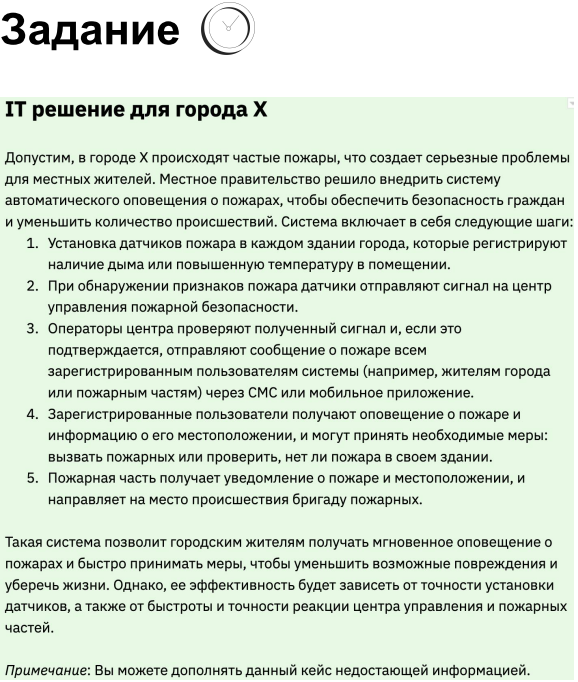 Задание
IT решение для города X
Допустим, в городе X происходят частые пожары, что создает серьезные проблемы
для местных жителей. Местное правительство решило внедрить систему
автоматического оповещения о пожарах, чтобы обеспечить безопасность граждан
и уменьшить количество происшествий. Система включает в себя следующие шаги:
1. Установка датчиков пожара в каждом здании города, которые регистрируют
наличие дыма или повышенную температуру в помещении.
2. При обнаружении признаков пожара датчики отправляют сигнал на центр
управления пожарной безопасности.
3. Операторы центра проверяют полученный сигнал и, если это
подтверждается, отправляют сообщение о пожаре всем
зарегистрированным пользователям системы (например, жителям города
или пожарным частям) через СМС или мобильное приложение.
4. Зарегистрированные пользователи получают оповещение о пожаре и
информацию о его местоположении, и могут принять необходимые меры:
вызвать пожарных или проверить, нет ли пожара в своем здании.
5. Пожарная часть получает уведомление о пожаре и местоположении, и
направляет на место происшествия бригаду пожарных.
Такая система позволит городским жителям получать мгновенное оповещение о
пожарах и быстро принимать меры, чтобы уменьшить возможные повреждения и
уберечь жизни. Однако, ее эффективность будет зависеть от точности установки
датчиков, а также от быстроты и точности реакции центра управления и пожарных
частей.
Примечание: Вы можете дополнять данный кейс недостающей информацией.